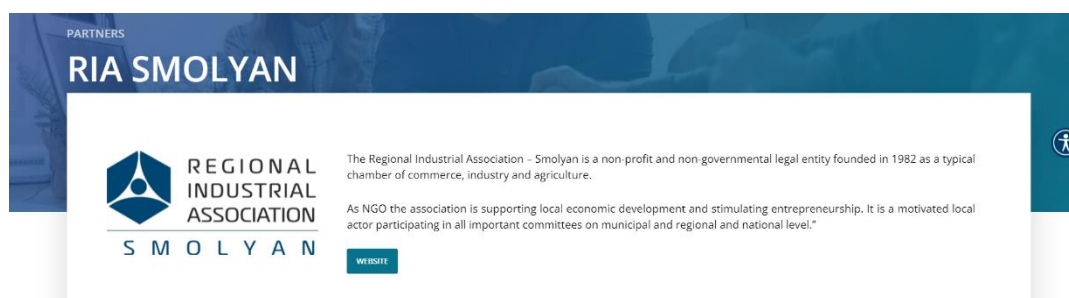 PARTNERS
RIA SMOLYAN
REGIONAL
INDUSTRIAL
ASSOCIATION
SMOLYAN
The Regional Industrial Association – Smolyan is a non-profit and non-governmental legal entity founded in 1982 as a typical
chamber of commerce, industry and agriculture.
As NGO the association is supporting local economic development and stimulating entrepreneurship. It is a motivated local
actor participating in all important committees on municipal and regional and national level.”
WEBSITE